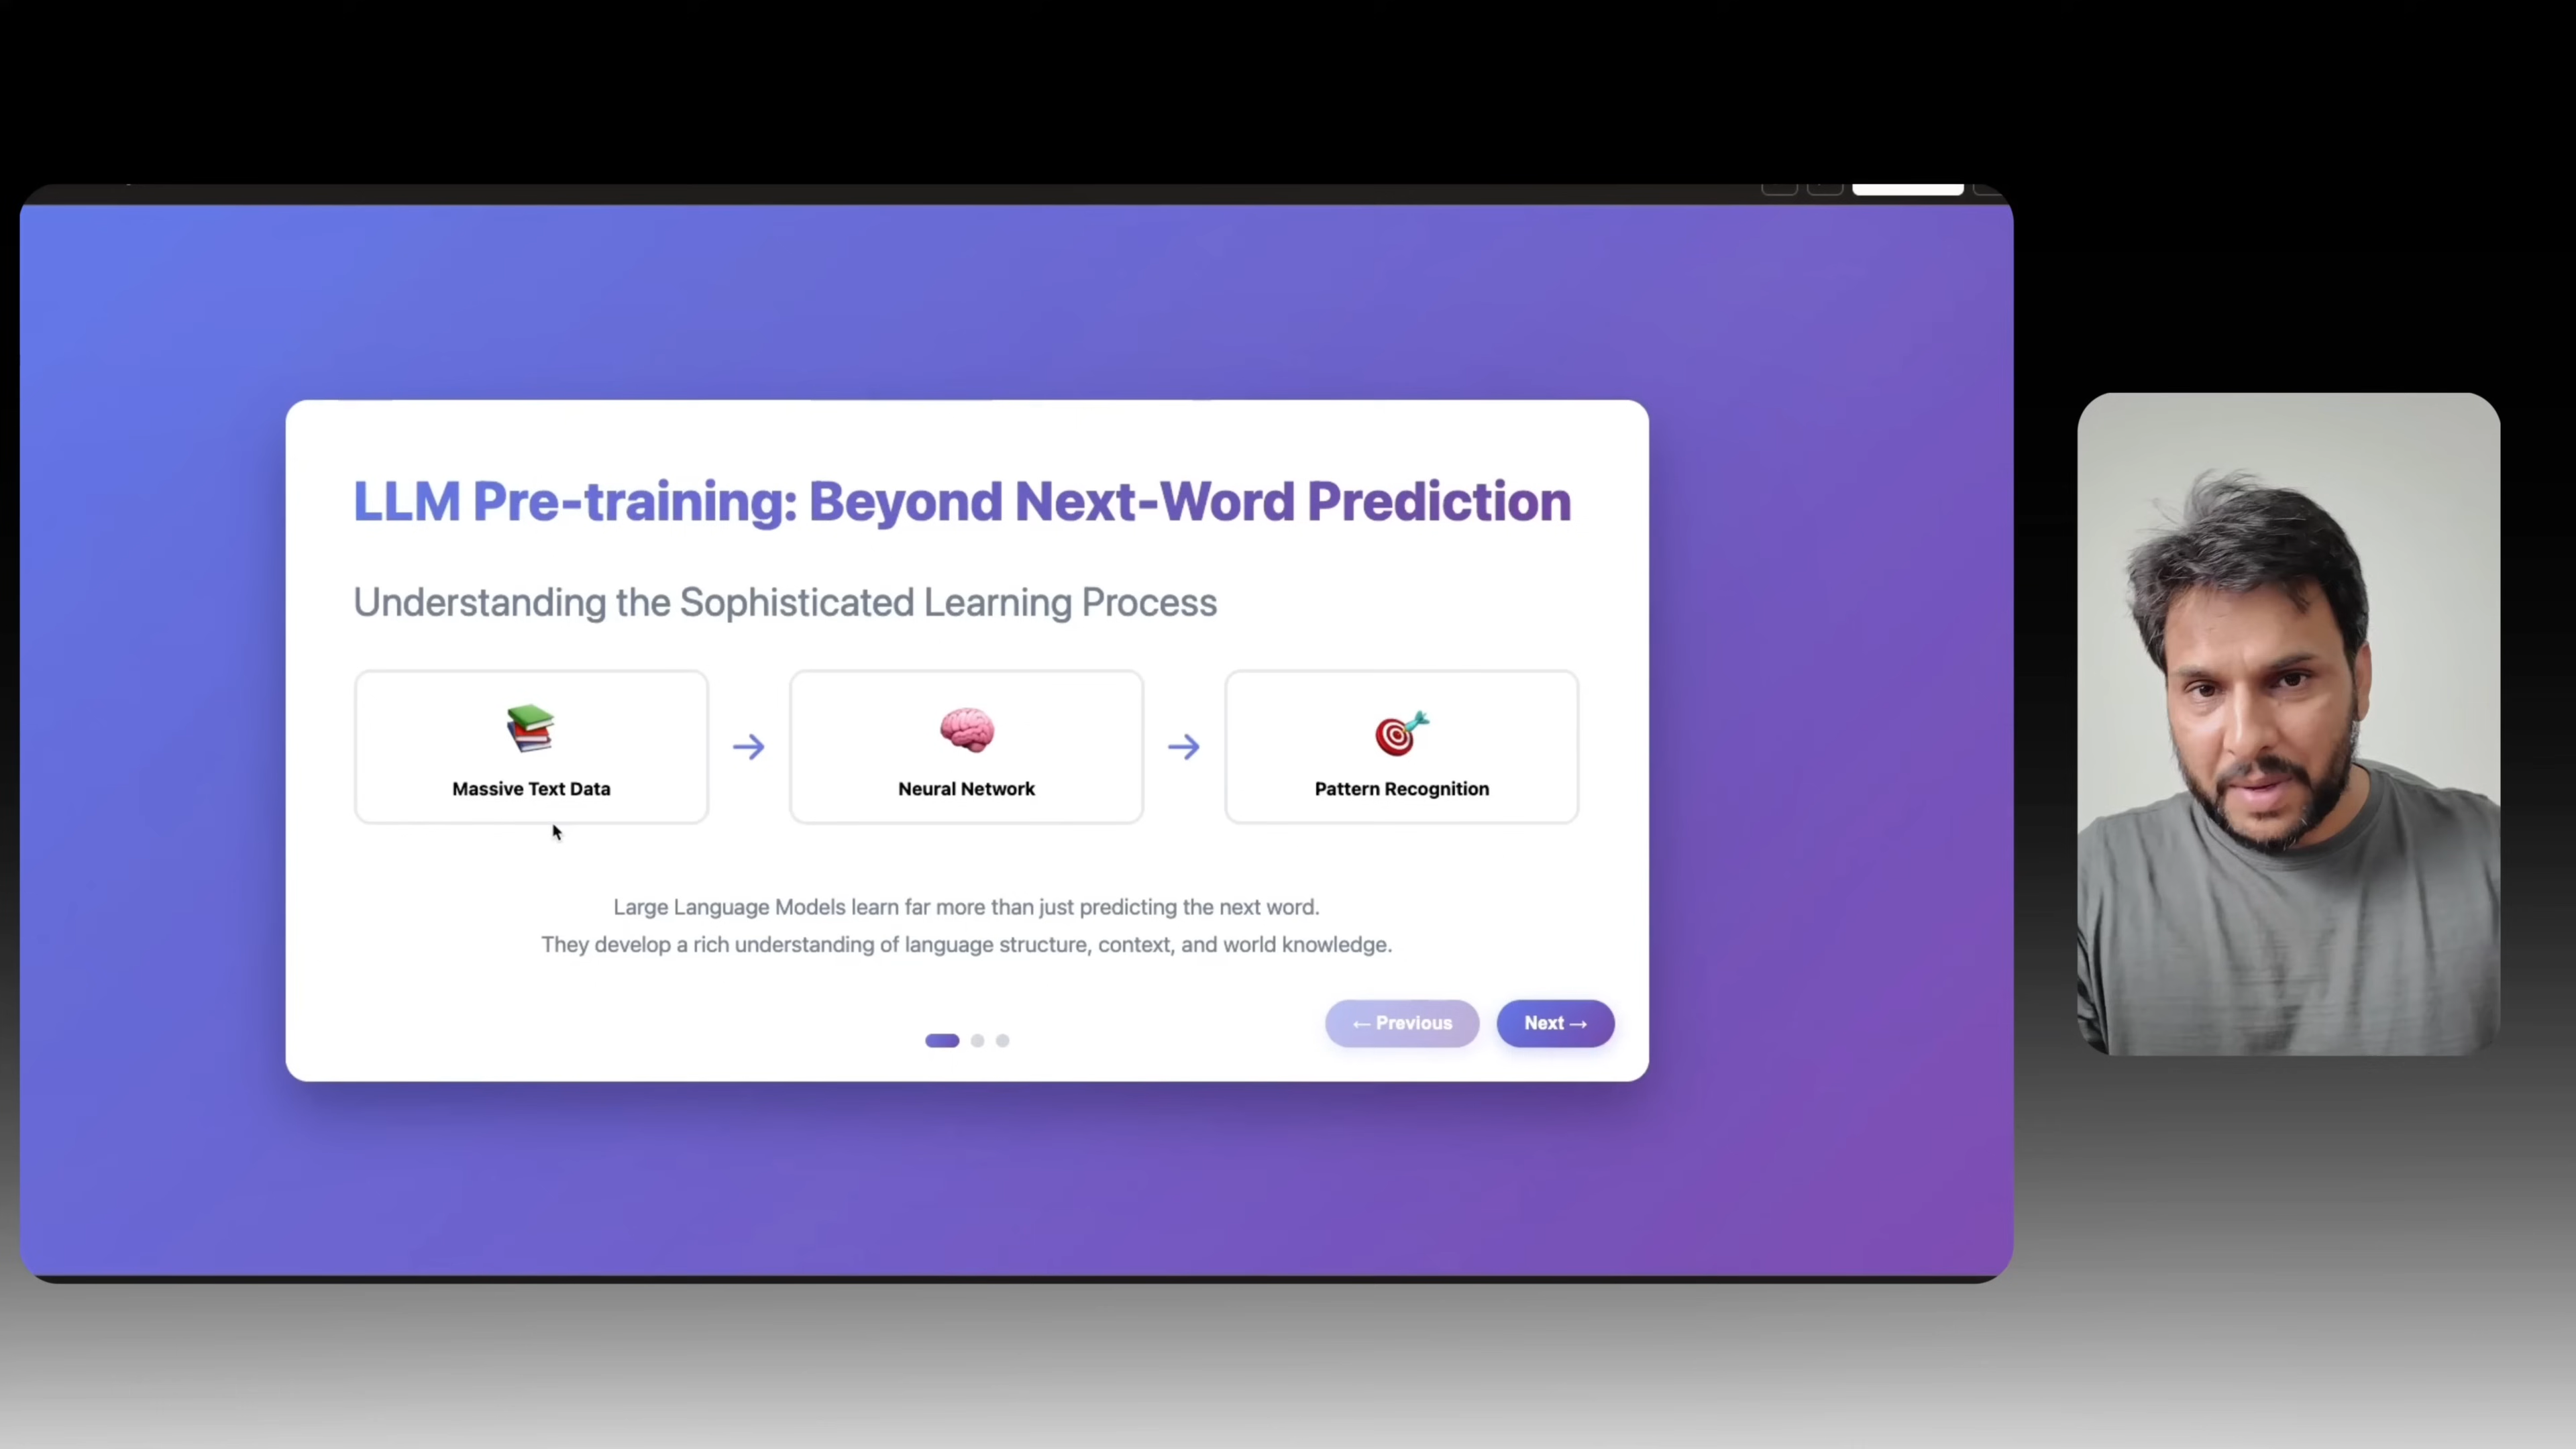 LLM Pre-training: Beyond Next-Word Prediction
Understanding the Sophisticated Learning Process
Massive Text Data
→
Neural Network
→
Pattern Recognition
Large Language Models learn far more than just predicting the next word.
They develop a rich understanding of language structure, context, and world knowledge.
← Previous
Next →